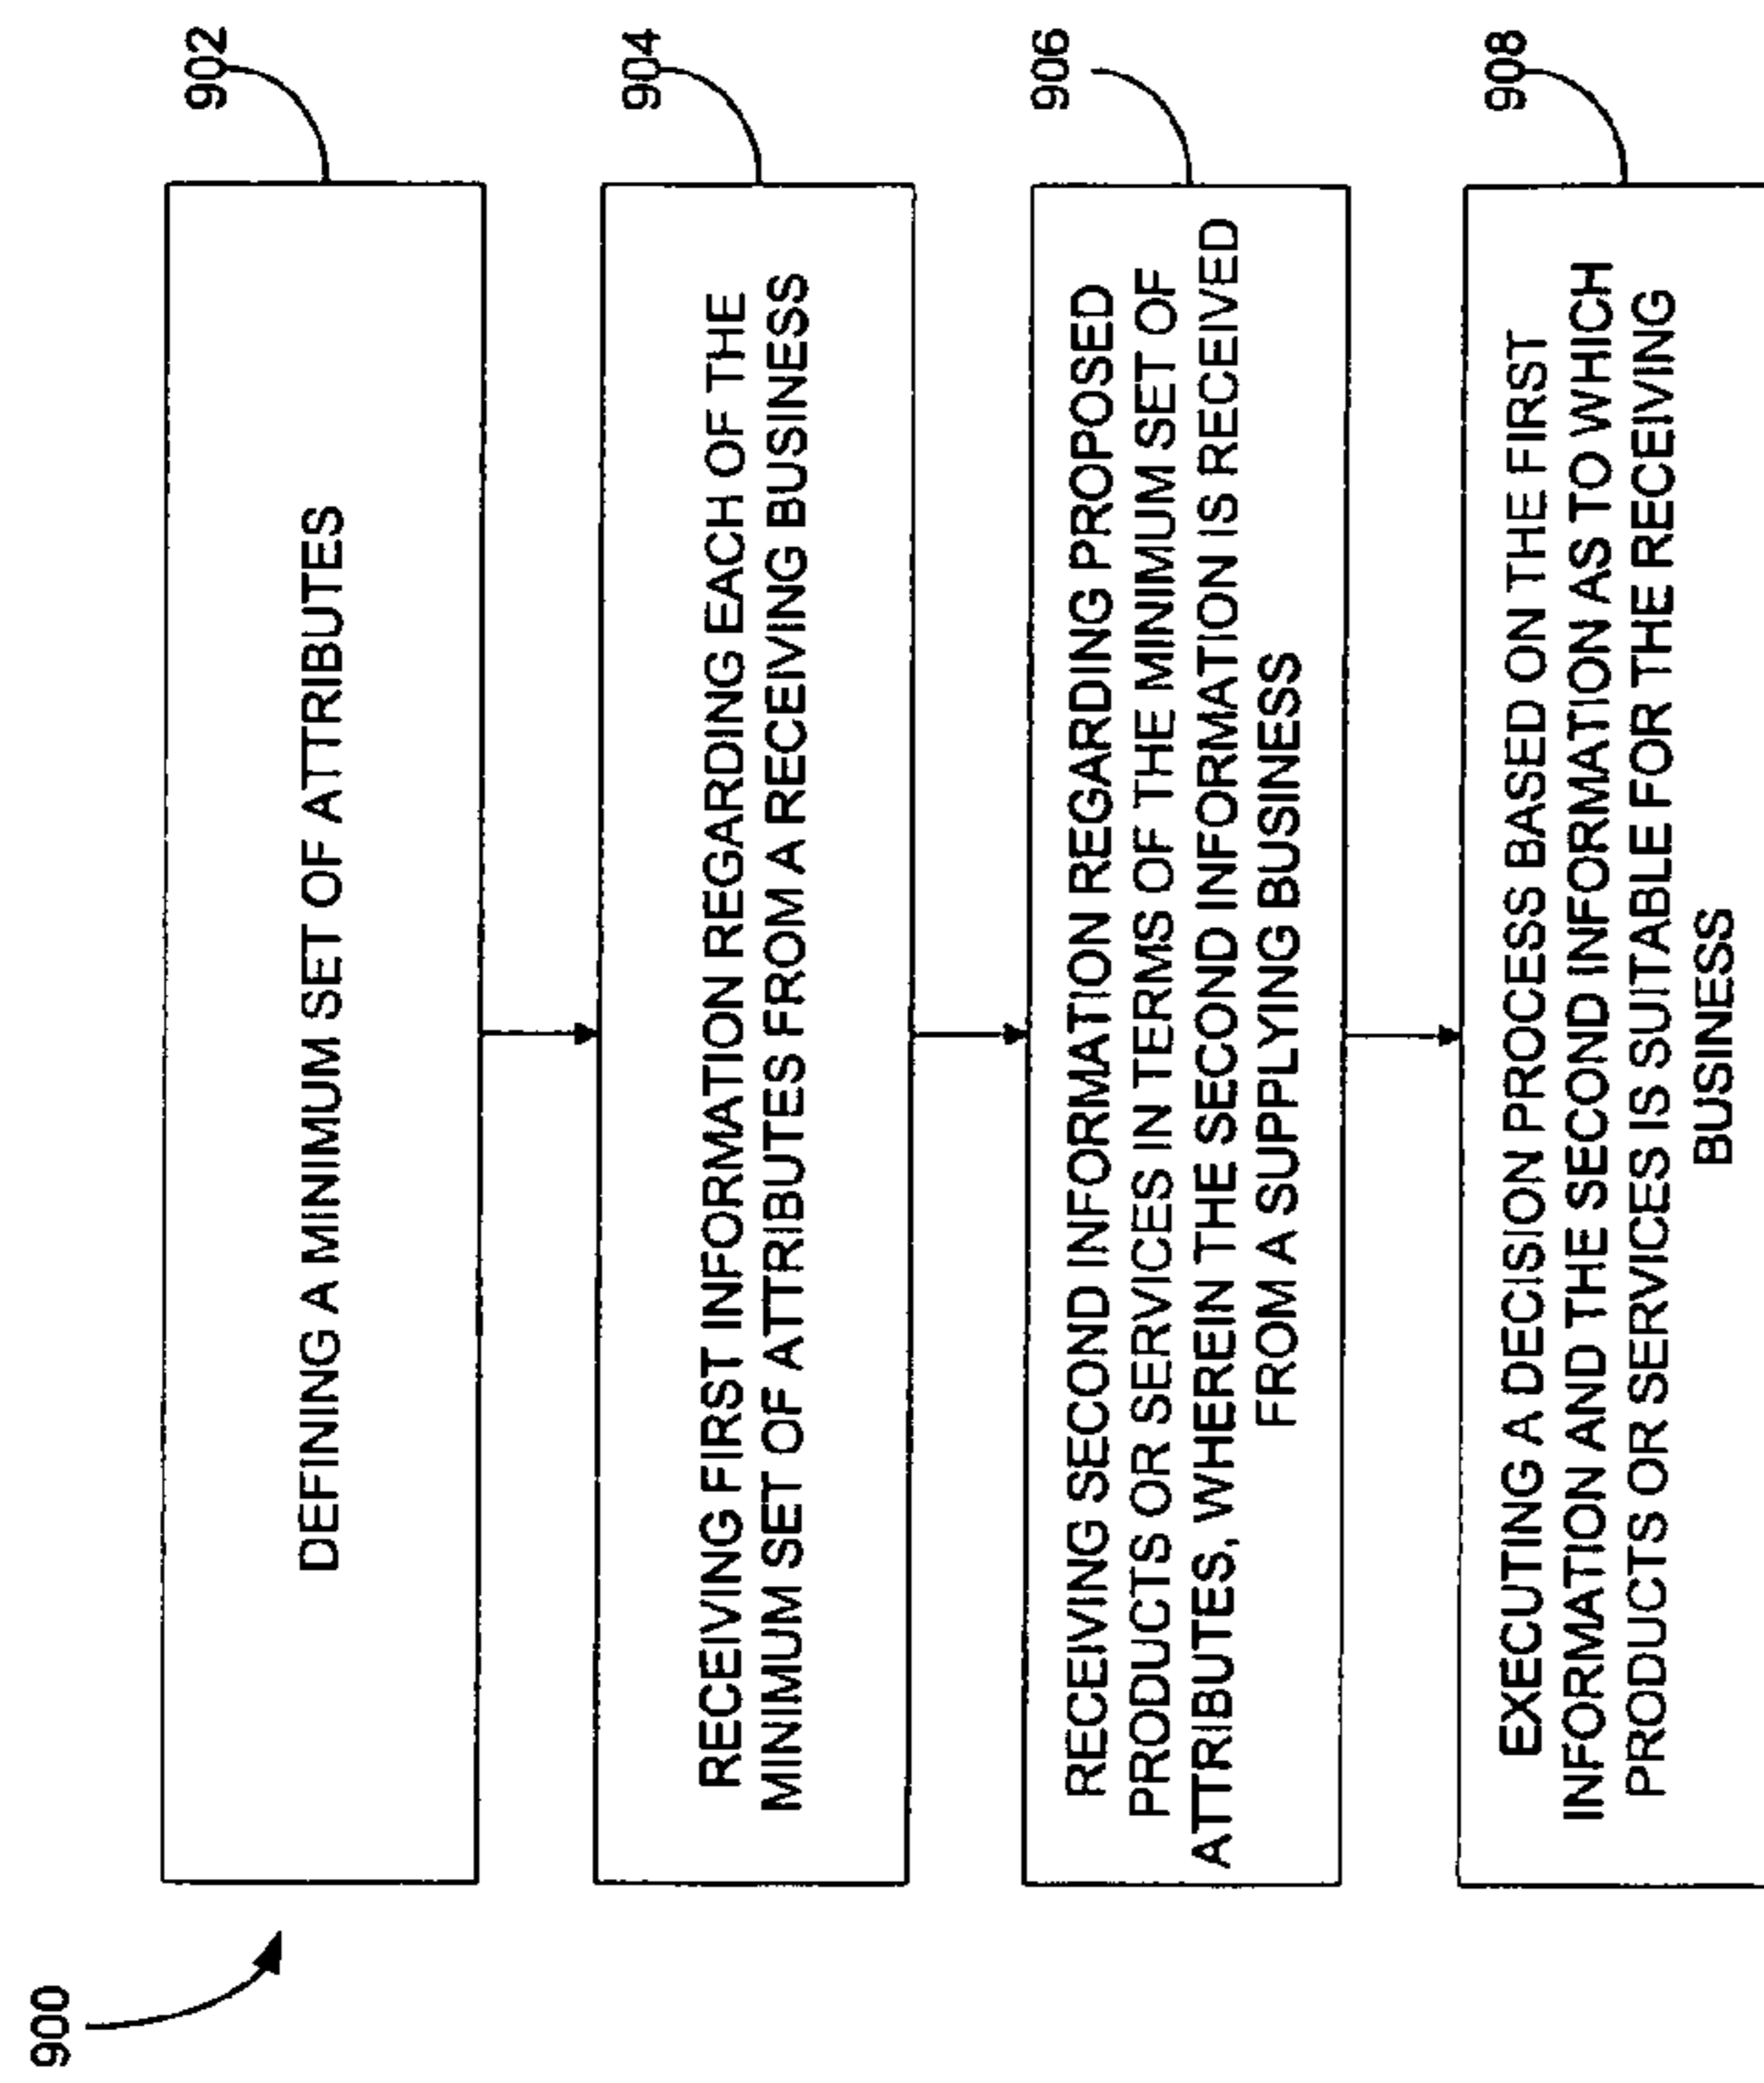 900
902
DEFINING A MINIMUM SET OF ATTRIBUTES
904
RECEIVING FIRST INFORMATION REGARDING EACH OF THE
MINIMUM SET OF ATTRIBUTES FROM A RECEIVING BUSINESS
906
RECEIVING SECOND INFORMATION REGARDING PROPOSED
PRODUCTS OR SERVICES IN TERMS OF THE MINIMUM SET OF
ATTRIBUTES, WHEREIN THE SECOND INFORMATION IS RECEIVED
FROM A SUPPLYING BUSINESS
908
EXECUTING A DECISION PROCESS BASED ON THE FIRST
INFORMATION AND THE SECOND INFORMATION AS TO WHICH
PRODUCTS OR SERVICES IS SUITABLE FOR THE RECEIVING
BUSINESS